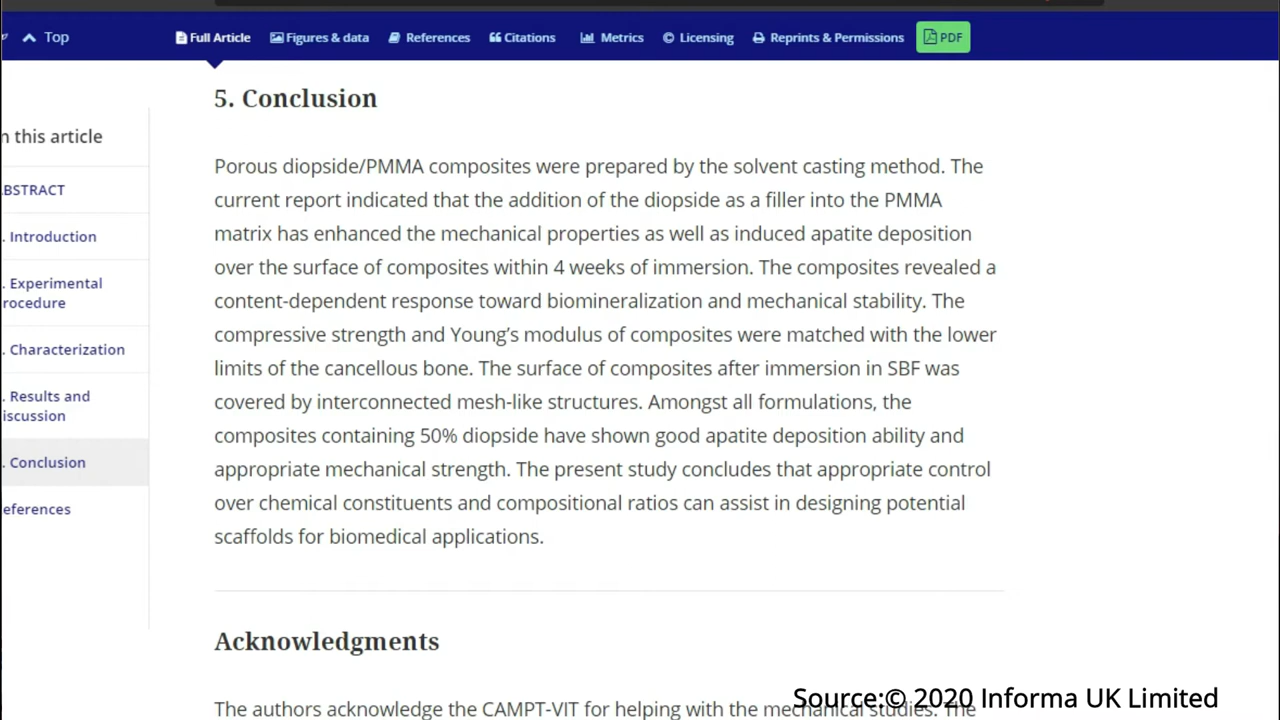 Top
Full Article
Figures & data
References
Citations
Metrics
Licensing
Reprints & Permissions
PDF
n this article
BSTRACT
. Introduction
. Experimental
rocedure
. Characterization
. Results and
iscussion
. Conclusion
eferences
5. Conclusion
Porous diopside/PMMA composites were prepared by the solvent casting method. The
current report indicated that the addition of the diopside as a filler into the PMMA
matrix has enhanced the mechanical properties as well as induced apatite deposition
over the surface of composites within 4 weeks of immersion. The composites revealed a
content-dependent response toward biomineralization and mechanical stability. The
compressive strength and Young’s modulus of composites were matched with the lower
limits of the cancellous bone. The surface of composites after immersion in SBF was
covered by interconnected mesh-like structures. Amongst all formulations, the
composites containing 50% diopside have shown good apatite deposition ability and
appropriate mechanical strength. The present study concludes that appropriate control
over chemical constituents and compositional ratios can assist in designing potential
scaffolds for biomedical applications.
Acknowledgments
The authors acknowledge the CAMPT-VIT for helping with the mechanical studies. The
Source:© 2020 Informa UK Limited